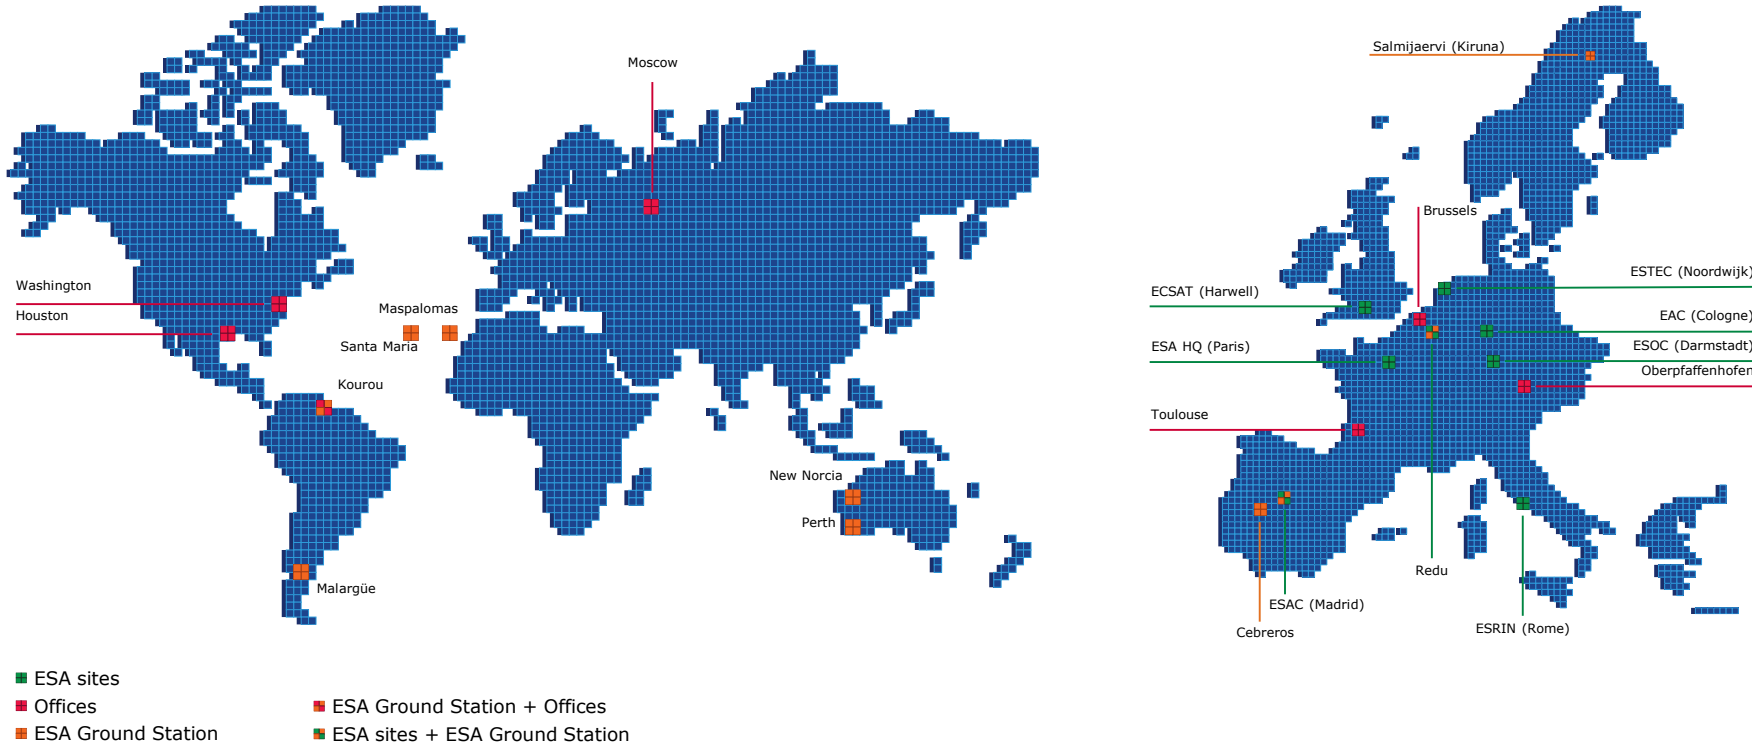 Moscow
Washington
Houston
Maspalomas
Santa Maria
Kourou
New Norcia
Perth
Malargüe
Salmijaervi (Kiruna)
Brussels
ESTEC (Noordwijk)
ECSAT (Harwell)
EAC (Cologne)
ESA HQ (Paris)
ESOC (Darmstadt)
Oberpfaffenhofen
Toulouse
Redu
ESAC (Madrid)
Cebreros
ESRIN (Rome)
ESA sites
Offices
ESA Ground Station
ESA Ground Station + Offices
ESA sites + ESA Ground Station